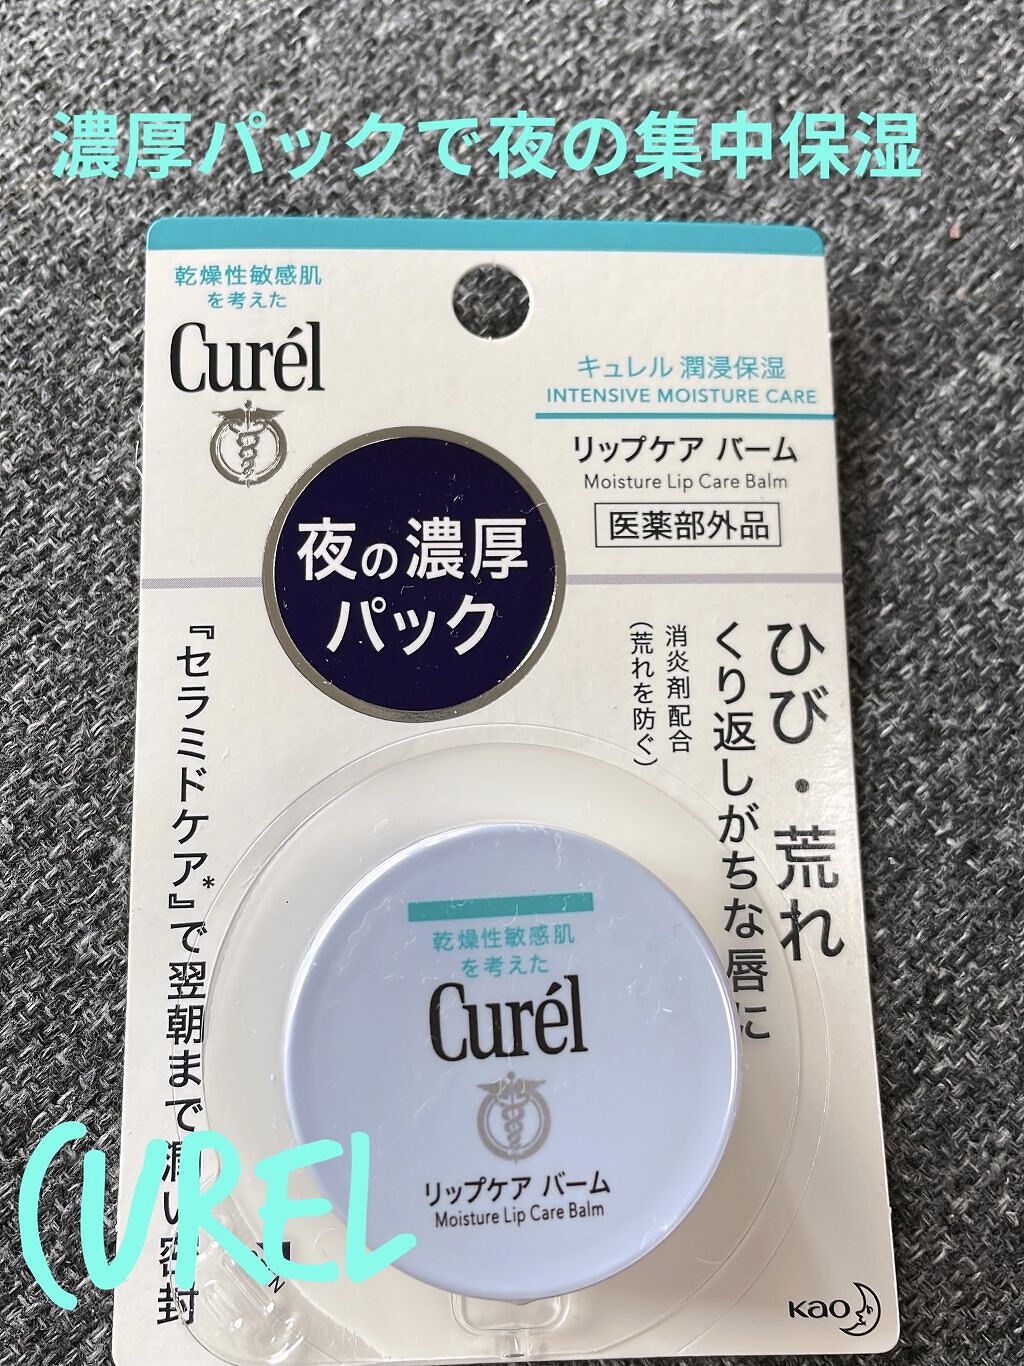 濃厚パックで夜の集中保湿
乾燥性敏感肌
を考えた
Curél
キュレル 潤浸保湿
INTENSIVE MOISTURE CARE
リップケア バーム
Moisture Lip Care Balm
医薬部外品
夜の濃厚
パック
ひび・荒れ
くり返しがちな唇に
消炎剤配合
(荒れを防ぐ)
『セラミドケア*』で翌朝まで潤い密封
乾燥性敏感肌
を考えた
Curél
リップケア バーム
Moisture Lip Care Balm
CUREL
Kao